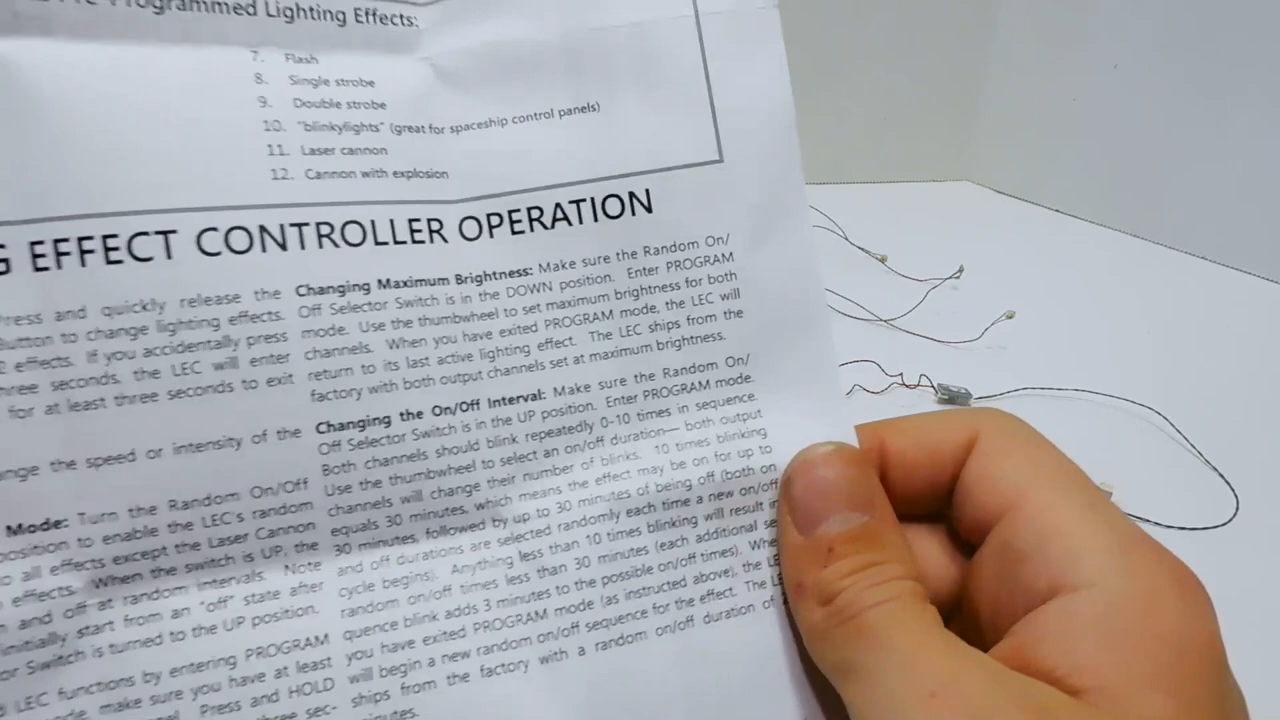 Programmed Lighting Effects:
7. Flash
8. Single strobe
9. Double strobe
10. "blinkylights" (great for spaceship control panels)
11. Laser cannon
12. Cannon with explosion
EFFECT CONTROLLER OPERATION
Press and quickly release the
Button to change lighting effects.
effects. If you accidentally press
three seconds, the LEC will enter
for at least three seconds to exit
the speed or intensity of the
Mode: Turn the Random On/Off
position to enable the LEC's random
to all effects except the Laser Cannon
effects. When the switch is UP, the
and off at random intervals. Note
initially start from an "off" state after
Switch is turned to the UP position.
LEC functions by entering PROGRAM
make sure you have at least
Press and HOLD
three sec-
Changing Maximum Brightness: Make sure the Random On/
Off Selector Switch is in the DOWN position. Enter PROGRAM
mode. Use the thumbwheel to set maximum brightness for both
channels. When you have exited PROGRAM mode, the LEC will
return to its last active lighting effect. The LEC ships from the
factory with both output channels set at maximum brightness.
Changing the On/Off Interval: Make sure the Random On/
Off Selector Switch is in the UP position. Enter PROGRAM mode.
Both channels should blink repeatedly 0-10 times in sequence.
Use the thumbwheel to select an on/off duration— both output
channels will change their number of blinks. 10 times blinking
equals 30 minutes, which means the effect may be on for up to
30 minutes, followed by up to 30 minutes of being off (both on
and off durations are selected randomly each time a new on/off
cycle begins). Anything less than 10 times blinking will result in
random on/off times less than 30 minutes (each additional se
quence blink adds 3 minutes to the possible on/off times). When
you have exited PROGRAM mode (as instructed above), the
will begin a new random on/off sequence for the effect. The
ships from the factory with a random on/off duration of